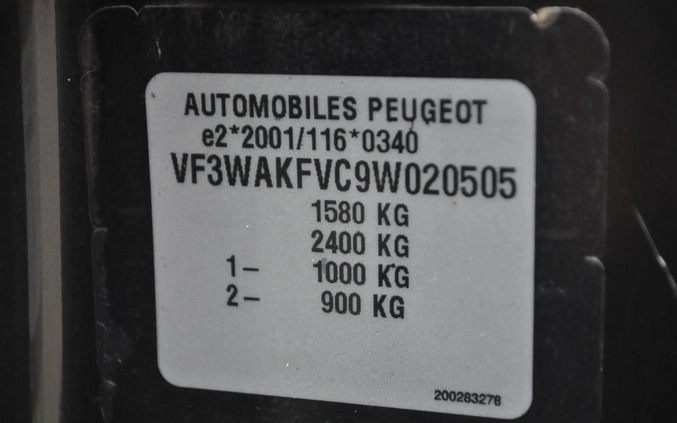 AUTOMOBILES PEUGEOT
e2*2001/116*0340
VF3WAKFVC9W020505
1580 KG
2400 KG
1- 1000 KG
2- 900 KG
200283278